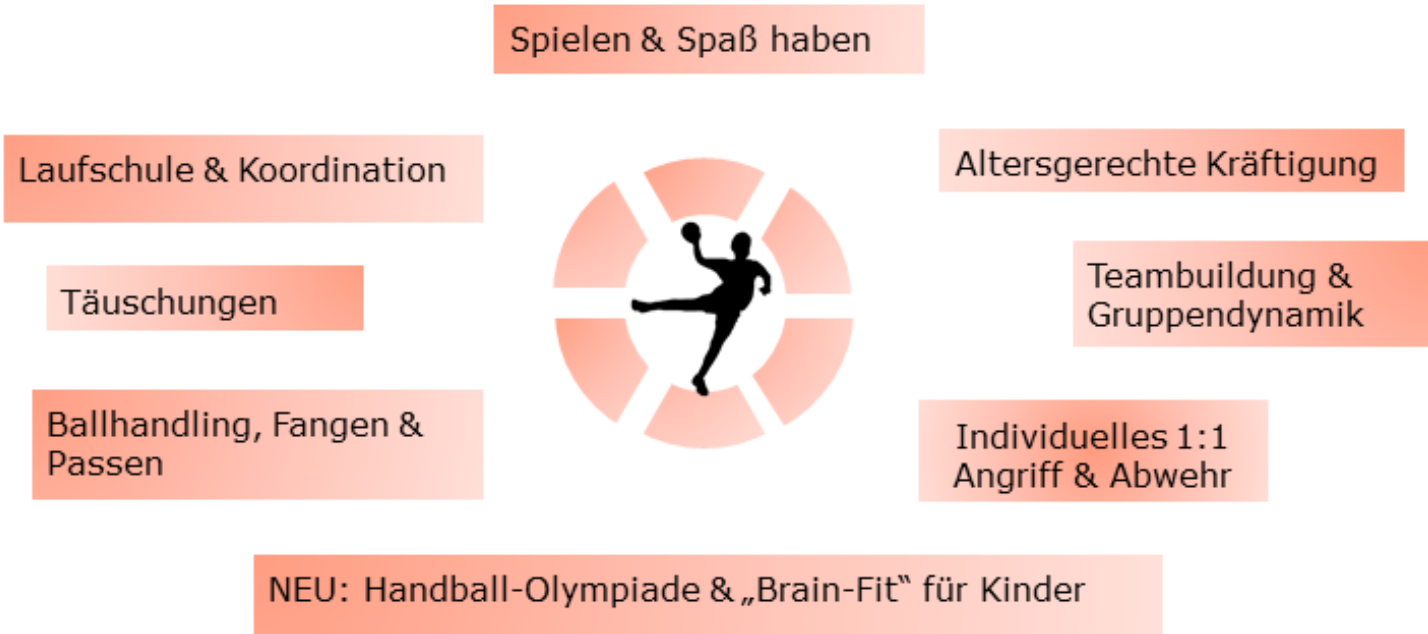 Spielen & Spaß haben
Laufschule & Koordination
Altersgerechte Kräftigung
Täuschungen
Teambuildung &
Gruppendynamik
Ballhandling, Fangen &
Passen
Individuelles 1:1
Angriff & Abwehr
NEU: Handball-Olympiade & „Brain-Fit“ für Kinder